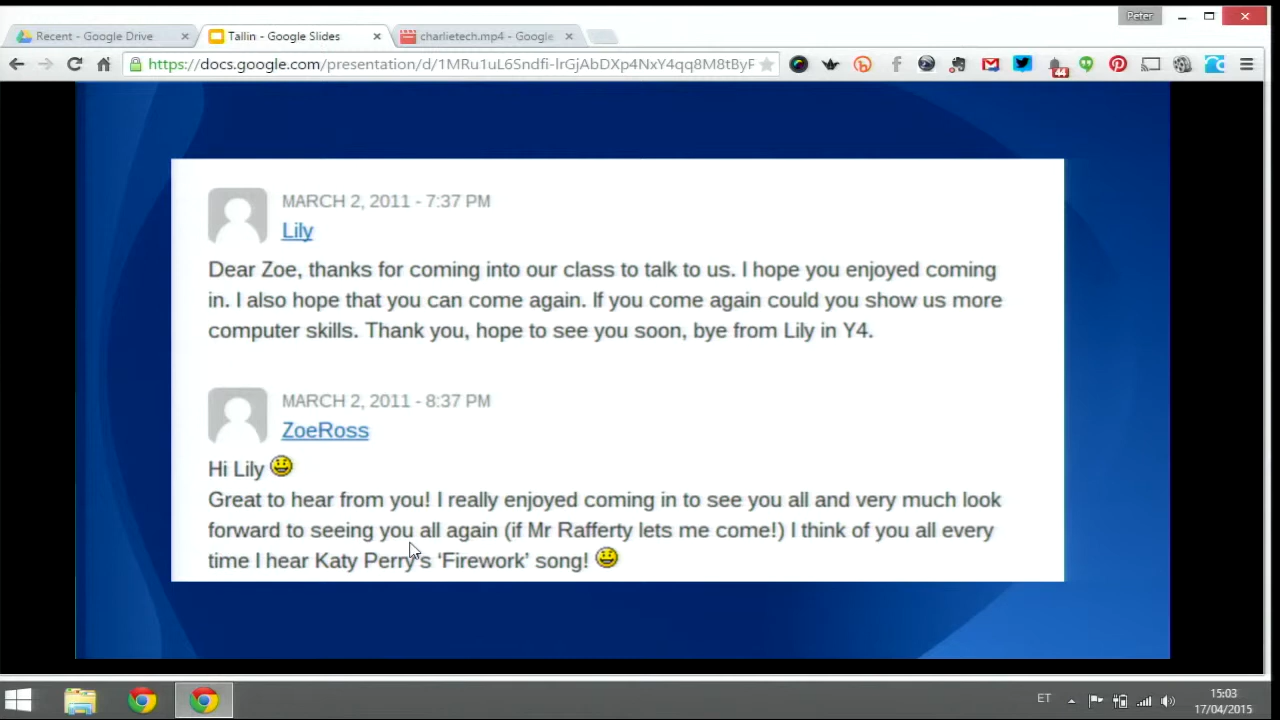 Peter
Recent - Google Drive
Tallin - Google Slides
charlietech.mp4 - Google
https://docs.google.com/presentation/d/1MRu1uL6Sndfi-IrGjAbDXp4NxY4qq8M8tByF
44
MARCH 2, 2011 - 7:37 PM
Lily
Dear Zoe, thanks for coming into our class to talk to us. I hope you enjoyed coming
in. I also hope that you can come again. If you come again could you show us more
computer skills. Thank you, hope to see you soon, bye from Lily in Y4.
MARCH 2, 2011 - 8:37 PM
ZoeRoss
Hi Lily
Great to hear from you! I really enjoyed coming in to see you all and very much look
forward to seeing you all again (if Mr Rafferty lets me come!) I think of you all every
time I hear Katy Perry's ‘Firework’ song!
ET
15:03
17/04/2015